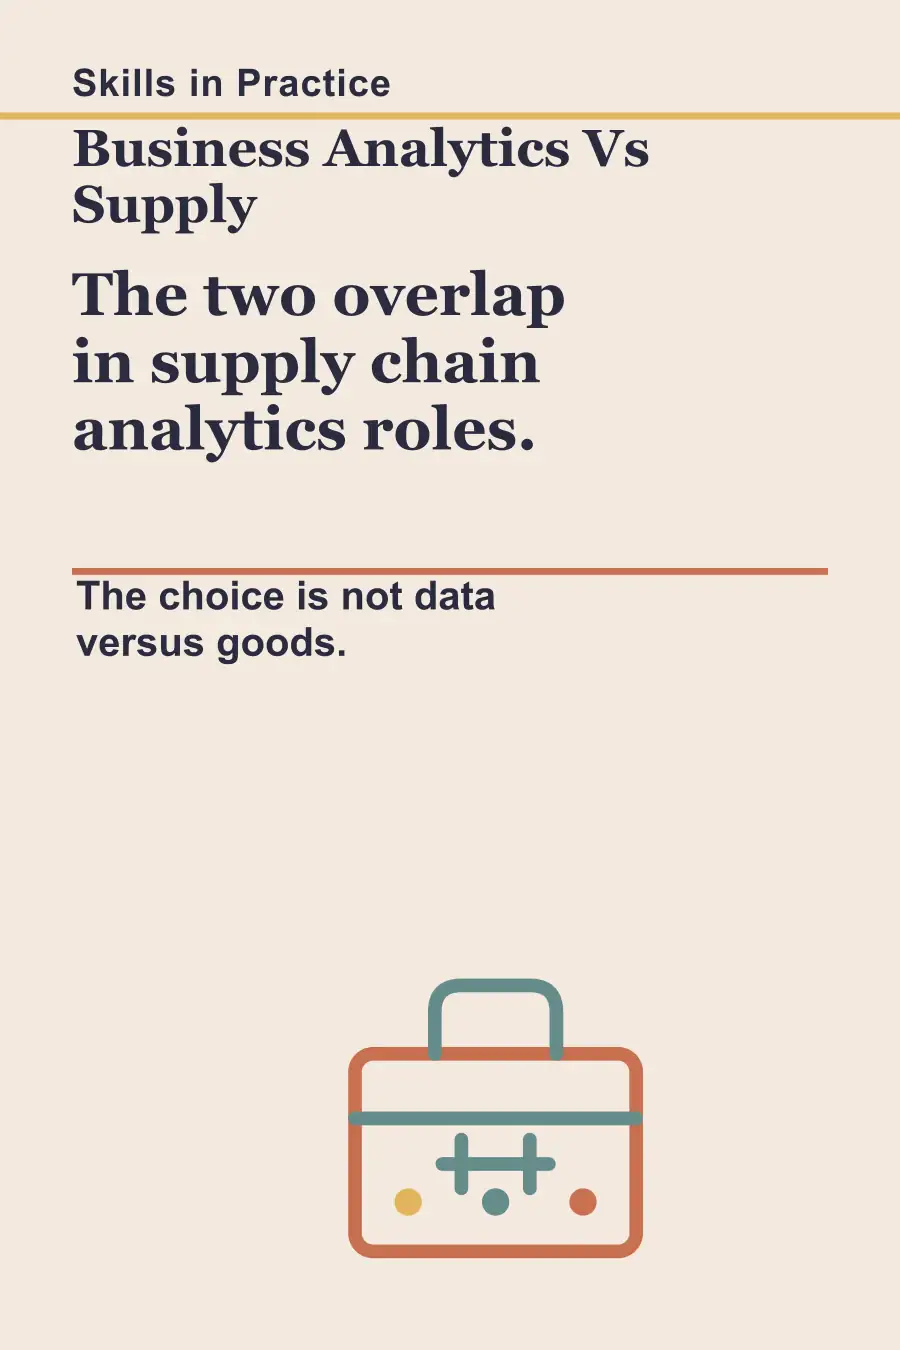 Skills in Practice
Business Analytics Vs
Supply
The two overlap
in supply chain
analytics roles.
The choice is not data
versus goods.